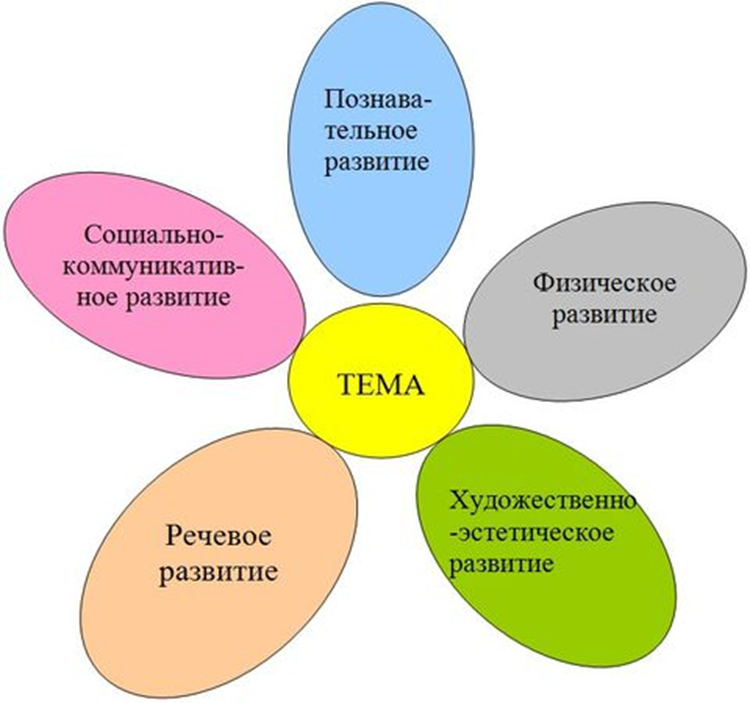 Познава-
тельное
развитие
Социально-
коммуникатив-
ное развитие
Физическое
развитие
ТЕМА
Художественно
-эстетическое
развитие
Речевое
развитие